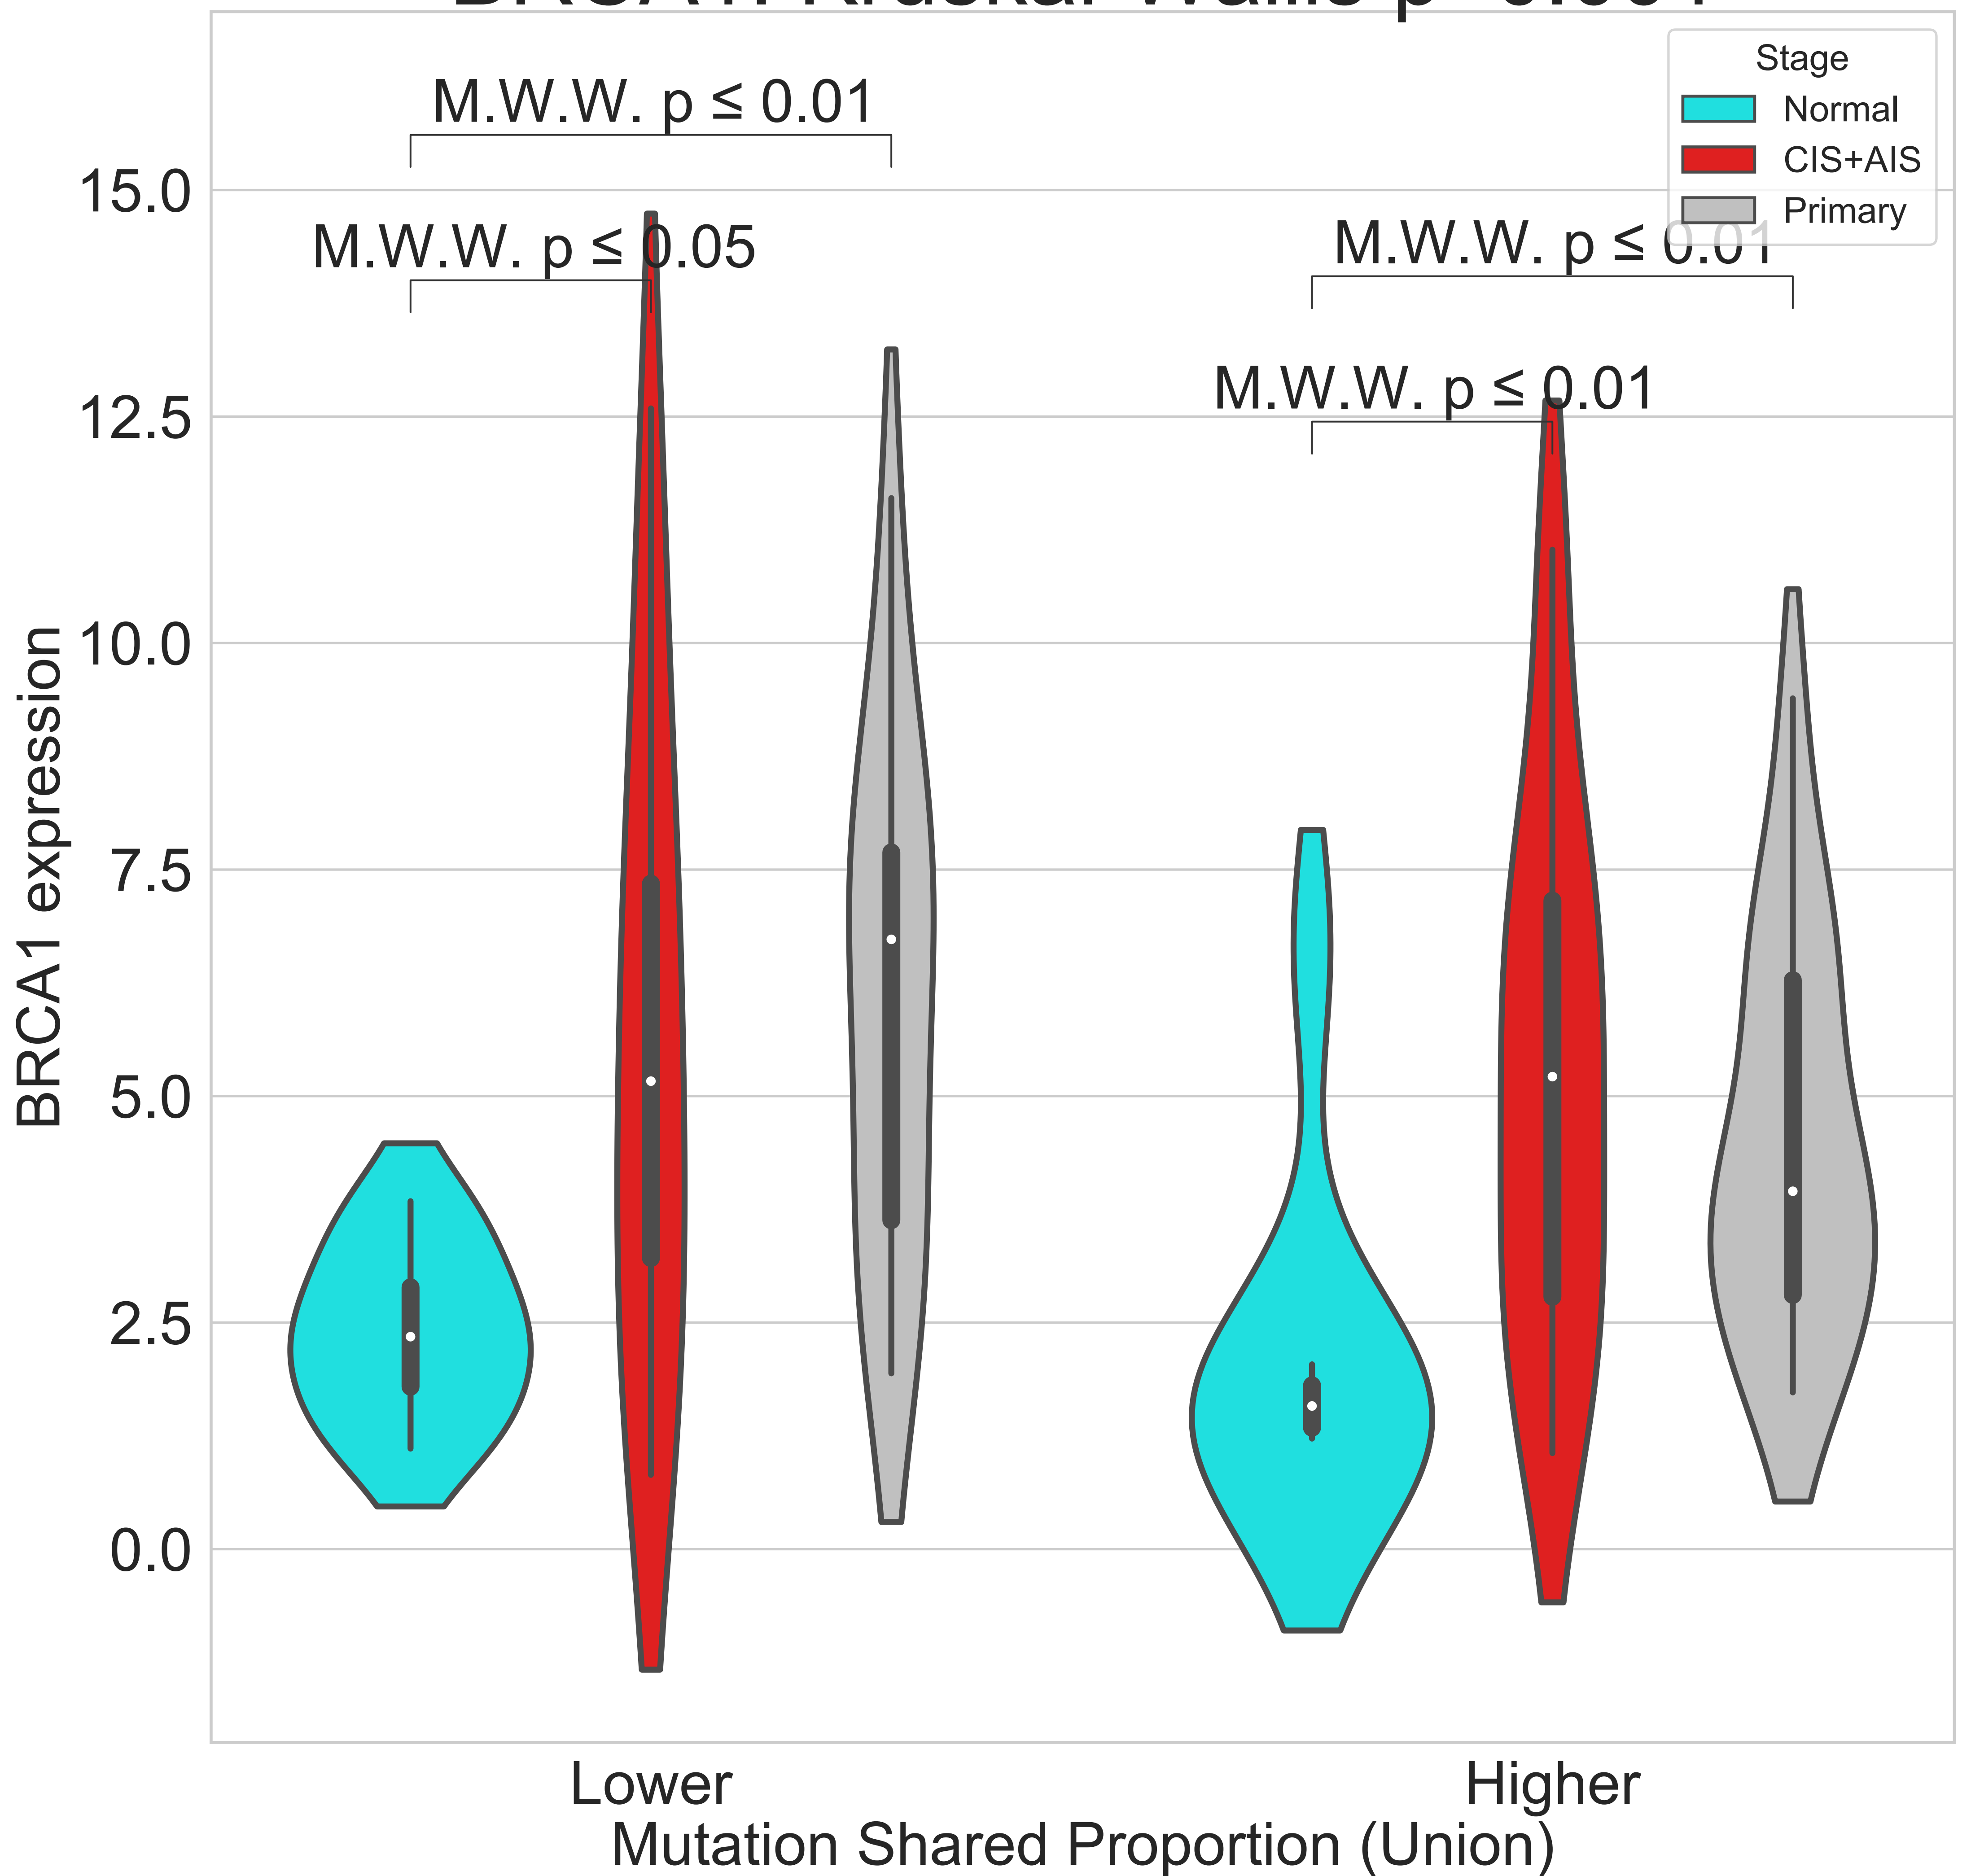 M.W.W. p ≤ 0.01
Stage
Normal
CIS+AIS
Primary
M.W.W. p ≤ 0.05
M.W.W. p ≤ 0.01
M.W.W. p ≤ 0.01
15.0
12.5
10.0
7.5
5.0
2.5
0.0
BRCA1 expression
Lower
Higher
Mutation Shared Proportion (Union)